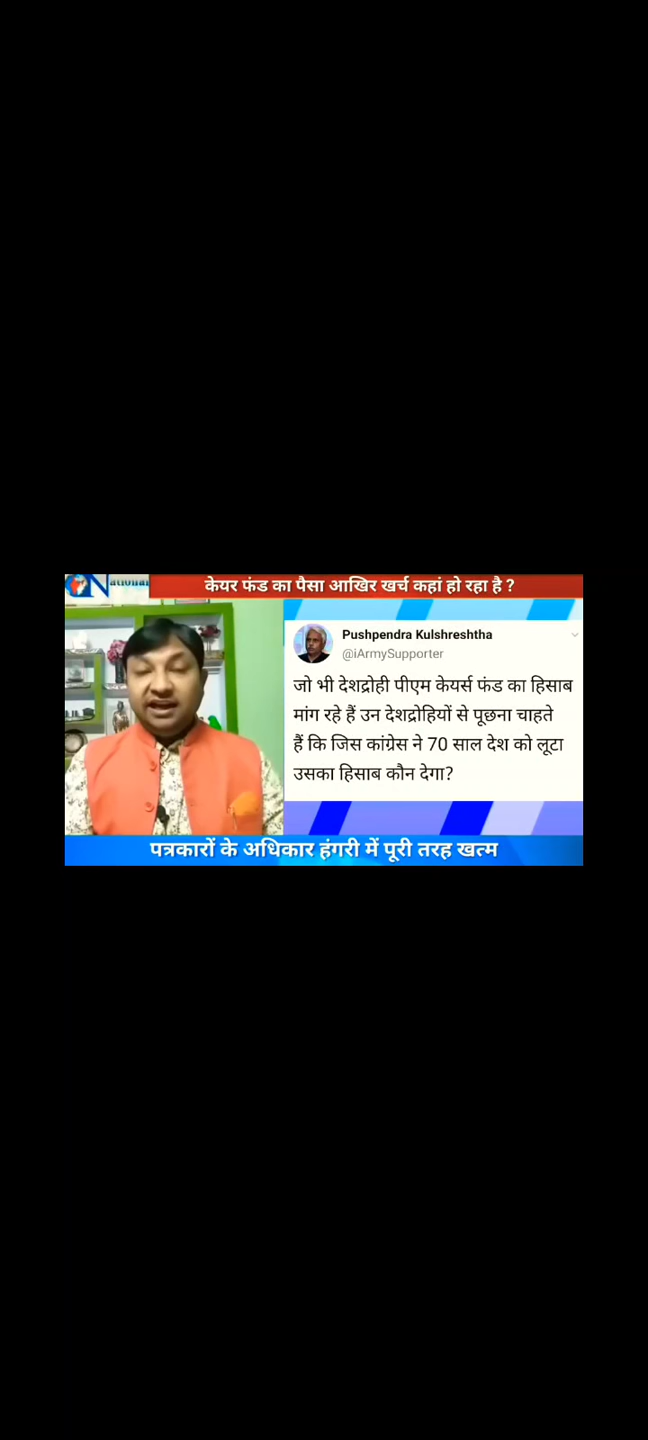 N ational
केयर फंड का पैसा आखिर खर्च कहां हो रहा है ?
Pushpendra Kulshreshtha
@iArmySupporter
जो भी देशद्रोही पीएम केयर्स फंड का हिसाब
मांग रहे हैं उन देशद्रोहियों से पूछना चाहते
हैं कि जिस कांग्रेस ने 70 साल देश को लूटा
उसका हिसाब कौन देगा?
पत्रकारों के अधिकार हंगरी में पूरी तरह खत्म